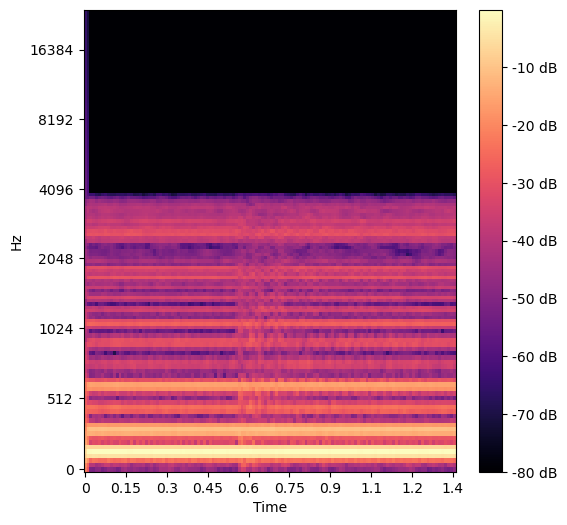 16384
8192
4096
2048
1024
512
0
Hz
0
0.15
0.3
0.45
0.6
0.75
0.9
1.1
1.2
1.4
Time
-10 dB
-20 dB
-30 dB
-40 dB
-50 dB
-60 dB
-70 dB
-80 dB